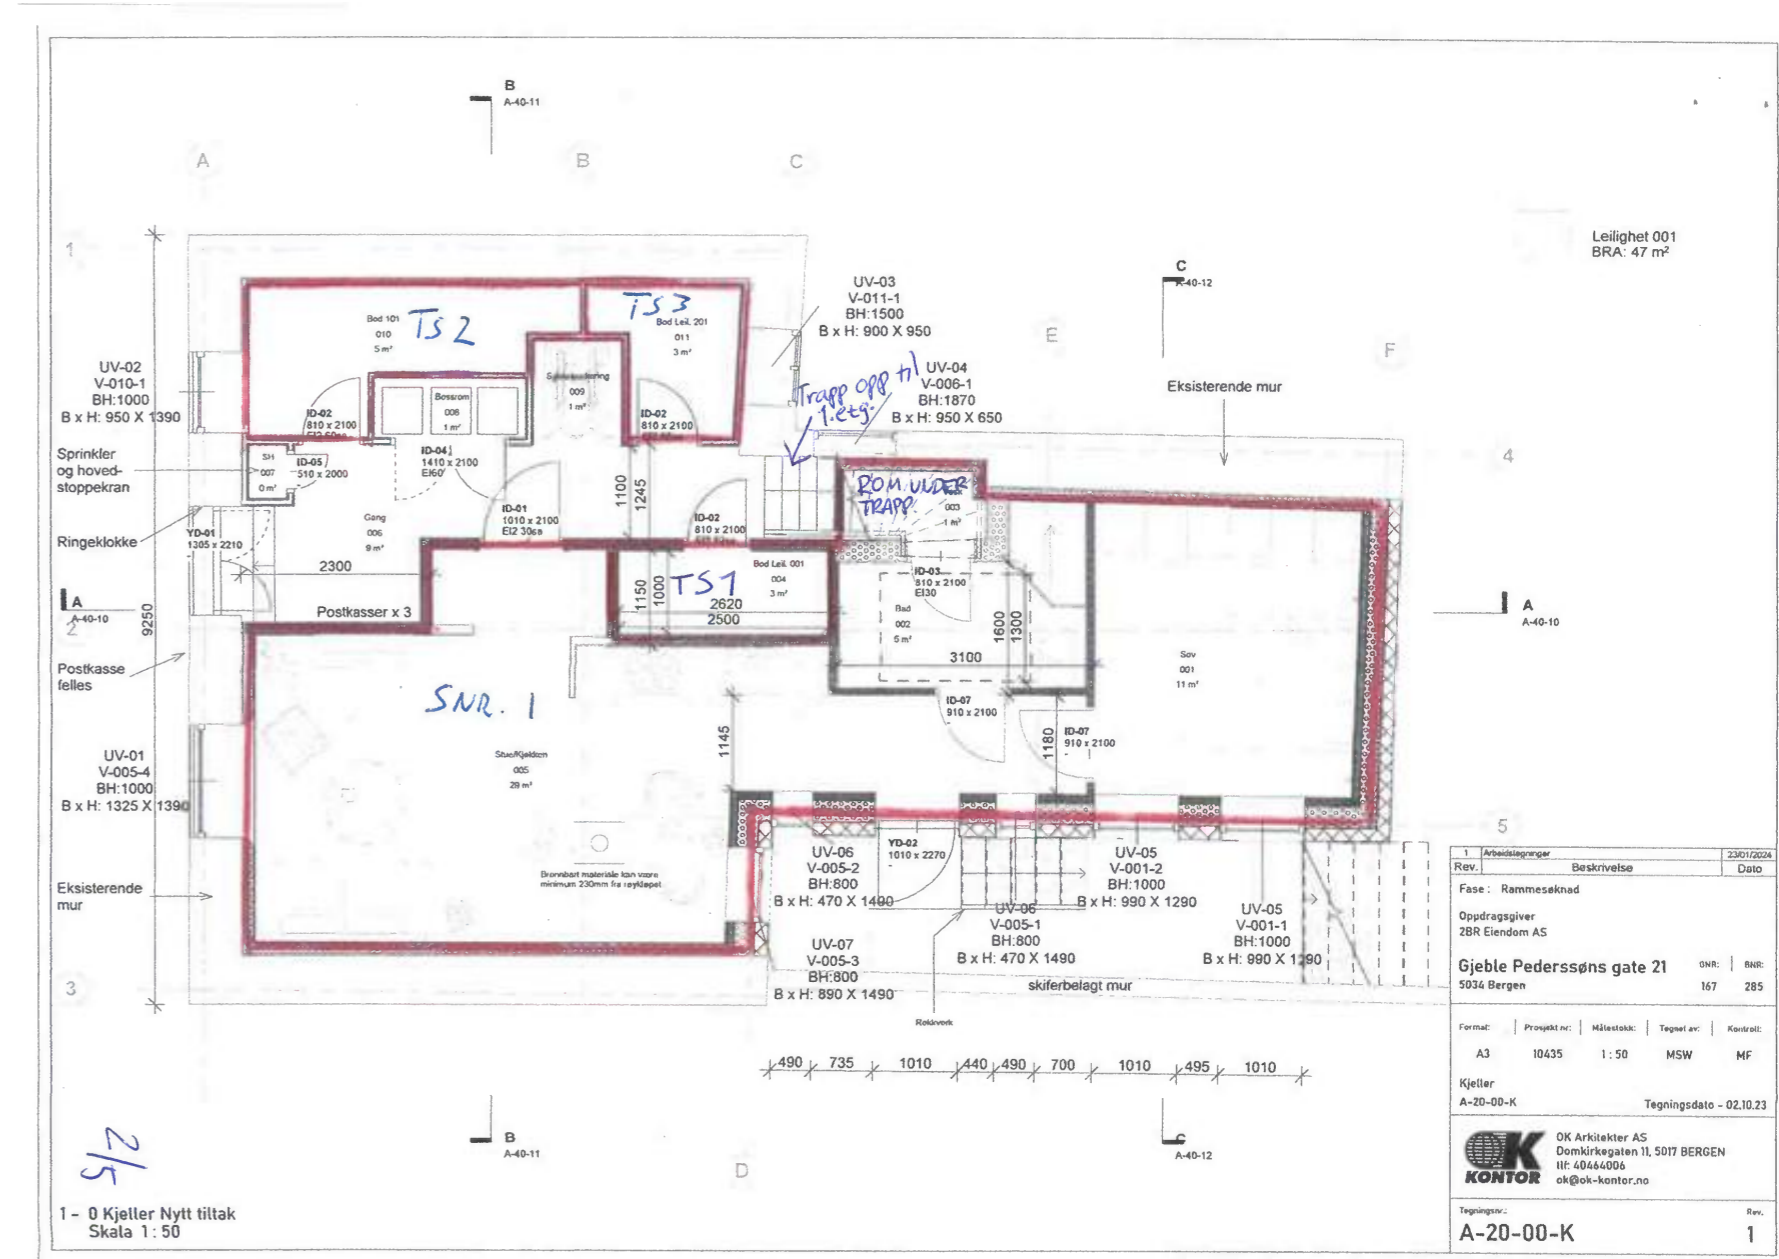 B
A-40-11
A
B
C
1
Leilighet 001
BRA: 47 m²
C
A-40-12
UV-03
V-011-1
BH:1500
B x H: 900 X 950
E
F
TS 2
Bod 101
010
5 m²
TS 3
Bod Leil. 201
011
3 m²
UV-02
V-010-1
BH:1000
B x H: 950 X 1390
Trapp opp til
1. etg.
UV-04
V-006-1
BH:1870
B x H: 950 X 650
Eksisterende mur
009
1 m²
Bossrom
008
1 m²
ID-02
810 x 2100
ID-02
810 x 2100
Sprinkler
og hoved-
stoppekran
SH
007
0 m²
ID-05
510 x 2000
ID-04
1410 x 2100
EI60
4
1100
1245
ROM UNDER
TRAPP.
003
1 m²
ID-01
1010 x 2100
EI2 30sa
ID-02
810 x 2100
Ringeklokke
YD-01
1305 x 2210
Gang
006
9 m²
2300
Postkasser x 3
A
A-40-10
2
9250
1150
1000
TS1
Bod Leil. 001
004
3 m²
2620
2500
ID-03
810 x 2100
EI30
Bad
002
5 m²
1600
1300
3100
A
A-40-10
Sov
001
11 m²
Postkasse
felles
SNR. 1
ID-07
910 x 2100
1145
1180
ID-07
910 x 2100
Stue/Kjøkken
005
29 m²
UV-01
V-005-4
BH:1000
B x H: 1325 X 1390
5
Eksisterende
mur
Brennbart materiale kan være
minimum 230mm fra røykløpet
UV-06
V-005-2
BH:800
B x H: 470 X 1490
YD-02
1010 x 2270
UV-05
V-001-2
BH:1000
B x H: 990 X 1290
UV-06
V-005-1
BH:800
B x H: 470 X 1490
UV-05
V-001-1
BH:1000
B x H: 990 X 1290
UV-07
V-005-3
BH:800
B x H: 890 X 1490
3
skiferbelagt mur
Rekkverk
490 735 1010 440 490 700 1010 495 1010
B
A-40-11
C
A-40-12
D
2/5
1 - 0 Kjeller Nytt tiltak
Skala 1 : 50
1 Arbeidstegninger 23/01/2024
Rev. Beskrivelse Dato
Fase : Rammesøknad
Oppdragsgiver
2BR Eiendom AS
Gjeble Pederssøns gate 21 GNR: BNR:
5034 Bergen 167 285
Format: Prosjekt nr: Målestokk: Tegnet av: Kontroll:
A3 10435 1 : 50 MSW MF
Kjeller
A-20-00-K Tegningsdato - 02.10.23
OK
KONTOR
OK Arkitekter AS
Domkirkegaten 11, 5017 BERGEN
tlf: 40464006
ok@ok-kontor.no
Tegningsnr.: Rev.
A-20-00-K 1